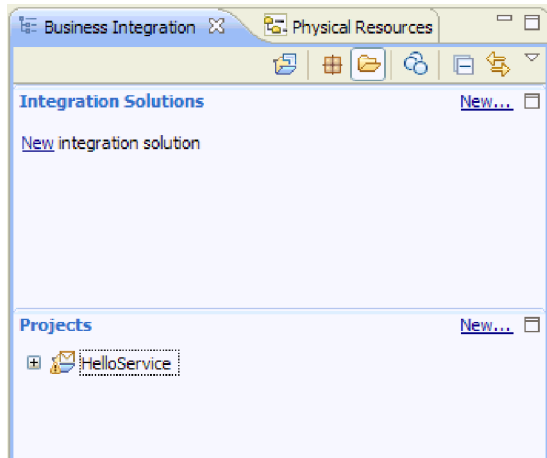 Business Integration Physical Resources
Integration Solutions New...
New integration solution
Projects New...
HelloService